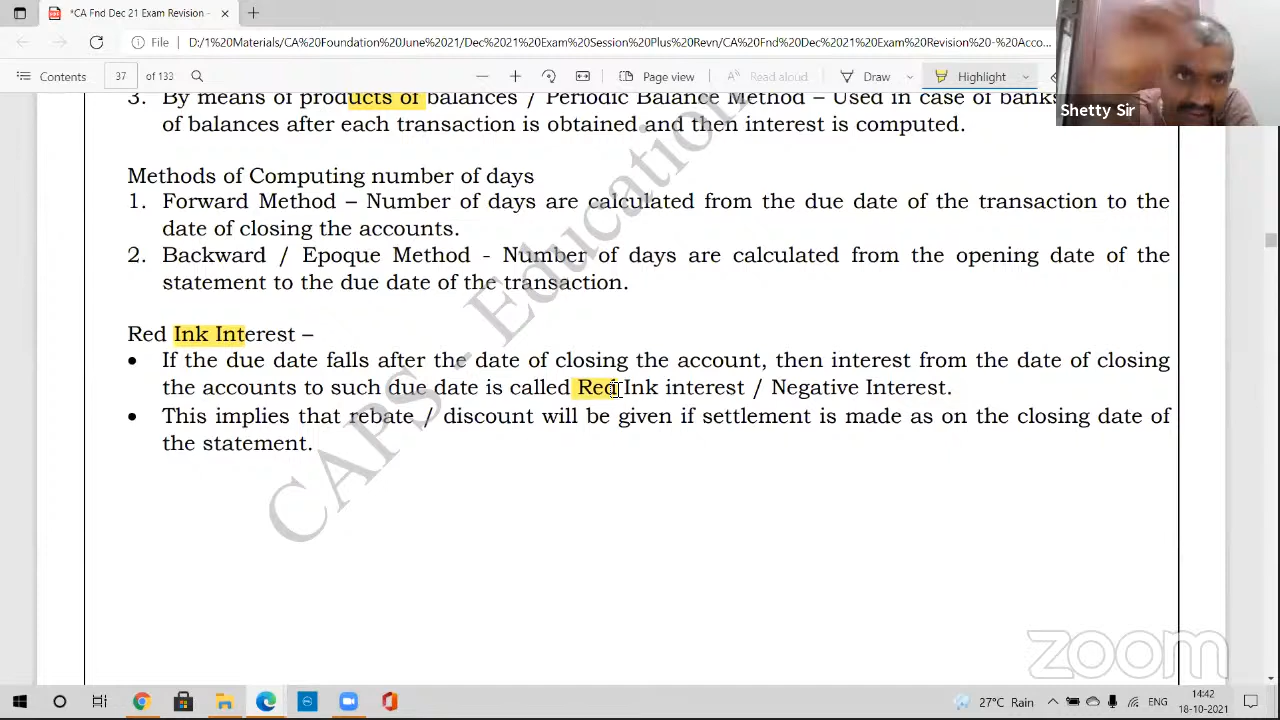 *CA Fnd Dec 21 Exam Revision -
File D:/1%20Materials/CA%20Foundation%20June%2021/Dec%2021%20Exam%20Session%20Plus%20Revn/CA%20Fnd%20Dec%2021%20Exam%20Revision%20-%20Acco...
Contents 37 of 133 Page view Read aloud Draw Highlight
3. By means of products of balances / Periodic Balance Method – Used in case of banks
of balances after each transaction is obtained and then interest is computed.
Shetty Sir
Methods of Computing number of days
1. Forward Method – Number of days are calculated from the due date of the transaction to the
date of closing the accounts.
2. Backward / Epoque Method - Number of days are calculated from the opening date of the
statement to the due date of the transaction.
Red Ink Interest –
• If the due date falls after the date of closing the account, then interest from the date of closing
the accounts to such due date is called Red Ink interest / Negative Interest.
• This implies that rebate / discount will be given if settlement is made as on the closing date of
the statement.
CAPS – Education
zoom
27°C Rain ENG 14:42
18-10-2021